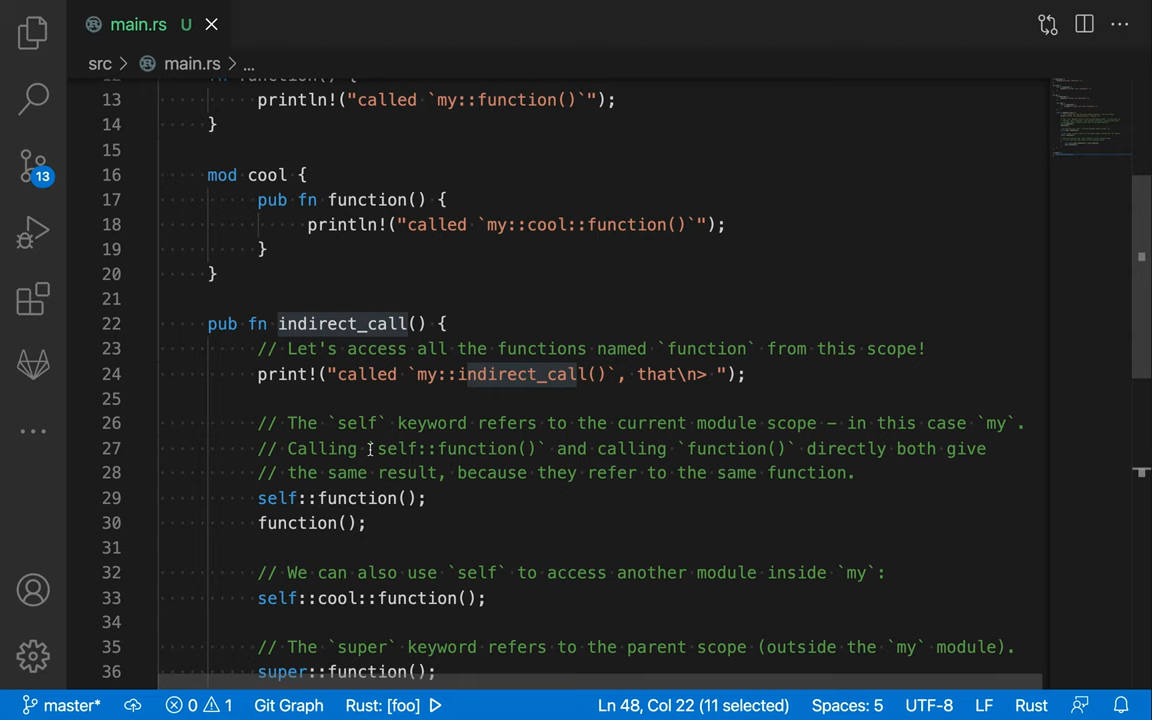 main.rs U
src > main.rs > ...
12 fn function() {
13 println!("called `my::function()`");
14 }
15
16 mod cool {
17 pub fn function() {
18 println!("called `my::cool::function()`");
19 }
20 }
21
22 pub fn indirect_call() {
23 // Let's access all the functions named `function` from this scope!
24 print!("called `my::indirect_call()`, that\n> ");
25
26 // The `self` keyword refers to the current module scope - in this case `my`.
27 // Calling `self::function()` and calling `function()` directly both give
28 // the same result, because they refer to the same function.
29 self::function();
30 function();
31
32 // We can also use `self` to access another module inside `my`:
33 self::cool::function();
34
35 // The `super` keyword refers to the parent scope (outside the `my` module).
36 super::function();
13
master* 0 1 Git Graph Rust: [foo] Ln 48, Col 22 (11 selected) Spaces: 5 UTF-8 LF Rust